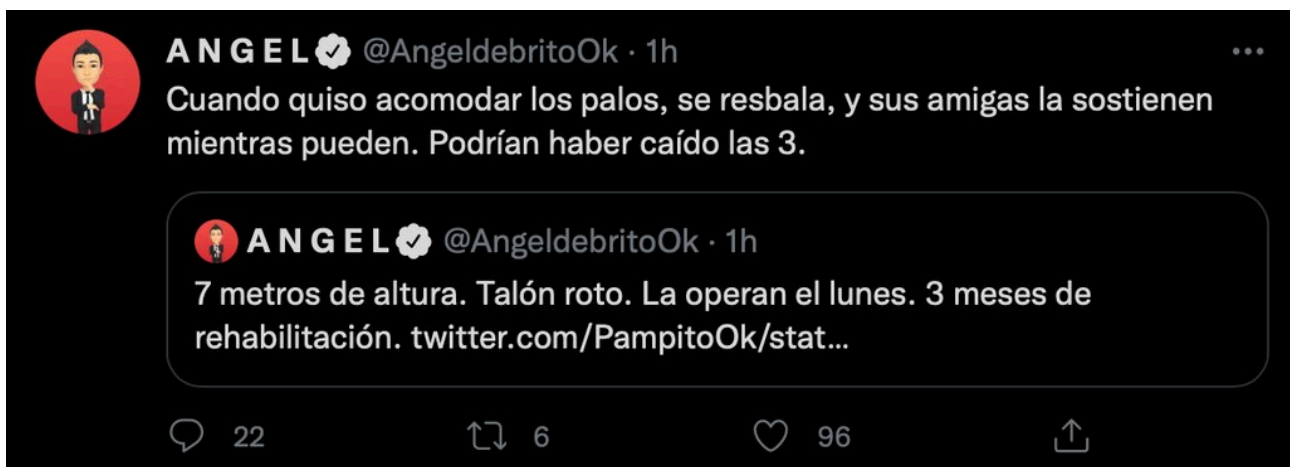 A N G E L @AngeldebritoOk · 1h
Cuando quiso acomodar los palos, se resbala, y sus amigas la sostienen
mientras pueden. Podrían haber caído las 3.
A N G E L @AngeldebritoOk · 1h
7 metros de altura. Talón roto. La operan el lunes. 3 meses de
rehabilitación. twitter.com/PampitoOk/stat…
22 6 96